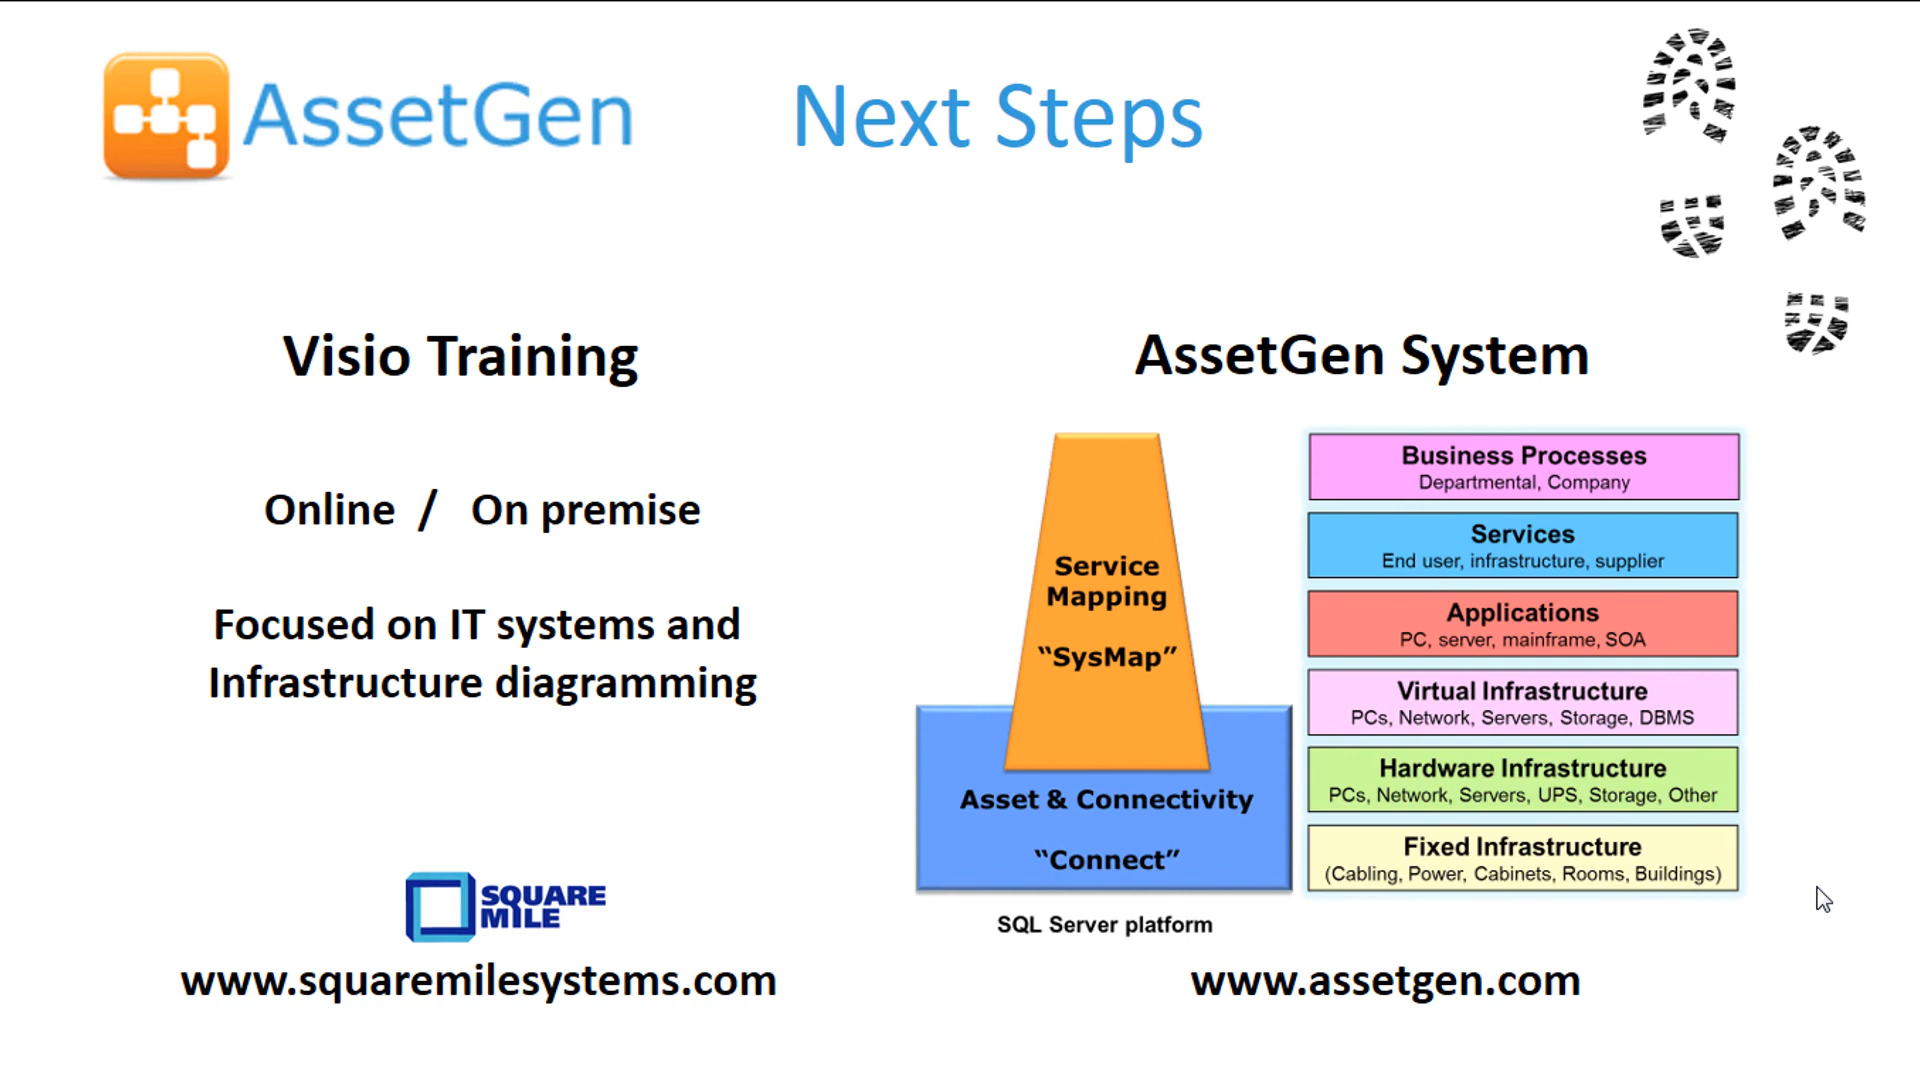 AssetGen
Next Steps
Visio Training
Online / On premise
Focused on IT systems and
Infrastructure diagramming
SQUARE
MILE
www.squaremilesystems.com
AssetGen System
Service
Mapping
“SysMap”
Asset & Connectivity
“Connect”
SQL Server platform
Business Processes
Departmental, Company
Services
End user, infrastructure, supplier
Applications
PC, server, mainframe, SOA
Virtual Infrastructure
PCs, Network, Servers, Storage, DBMS
Hardware Infrastructure
PCs, Network, Servers, UPS, Storage, Other
Fixed Infrastructure
(Cabling, Power, Cabinets, Rooms, Buildings)
www.assetgen.com